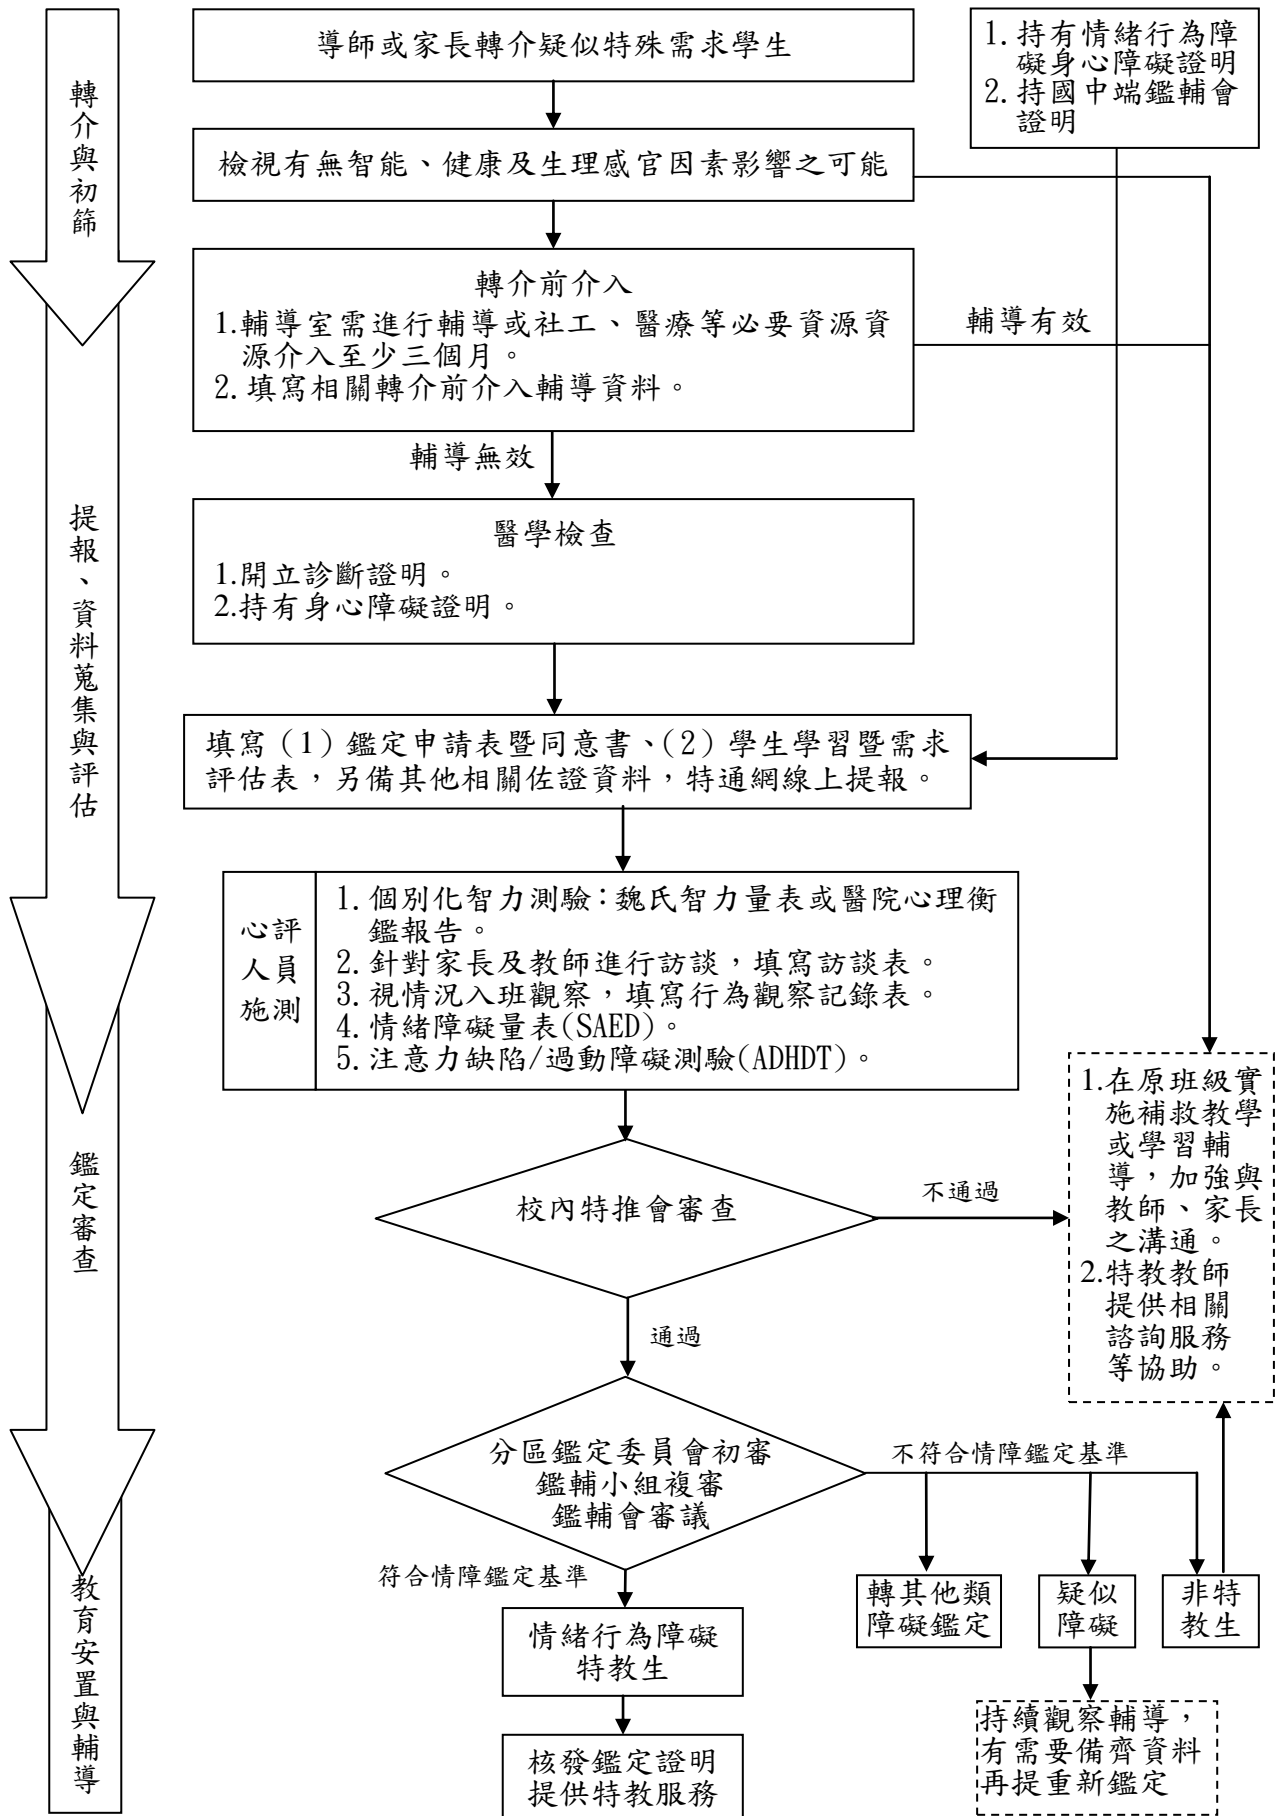 導師或家長轉介疑似特殊需求學生
1. 持有情緒行為障
礙身心障礙證明
2. 持國中端鑑輔會
證明
轉介與初篩
檢視有無智能、健康及生理感官因素影響之可能
轉介前介入
1.輔導室需進行輔導或社工、醫療等必要資源資
源介入至少三個月。
2. 填寫相關轉介前介入輔導資料。
輔導有效
輔導無效
提報、資料蒐集與評估
醫學檢查
1.開立診斷證明。
2.持有身心障礙證明。
填寫（1）鑑定申請表暨同意書、(2）學生學習暨需求
評估表，另備其他相關佐證資料，特通網線上提報。
心評
人員
施測
1. 個別化智力測驗：魏氏智力量表或醫院心理衡
鑑報告。
2. 針對家長及教師進行訪談，填寫訪談表。
3. 視情況入班觀察，填寫行為觀察記錄表。
4. 情緒障礙量表(SAED)。
5. 注意力缺陷/過動障礙測驗(ADHDT)。
1.在原班級實
施補救教學
或學習輔
導，加強與
教師、家長
之溝通。
2.特教教師
提供相關
諮詢服務
等協助。
鑑定審查
校內特推會審查
不通過
通過
分區鑑定委員會初審
鑑輔小組複審
鑑輔會審議
不符合情障鑑定基準
符合情障鑑定基準
轉其他類
障礙鑑定
疑似
障礙
非特
教生
教育安置與輔導
情緒行為障礙
特教生
持續觀察輔導，
有需要備齊資料
再提重新鑑定
核發鑑定證明
提供特教服務